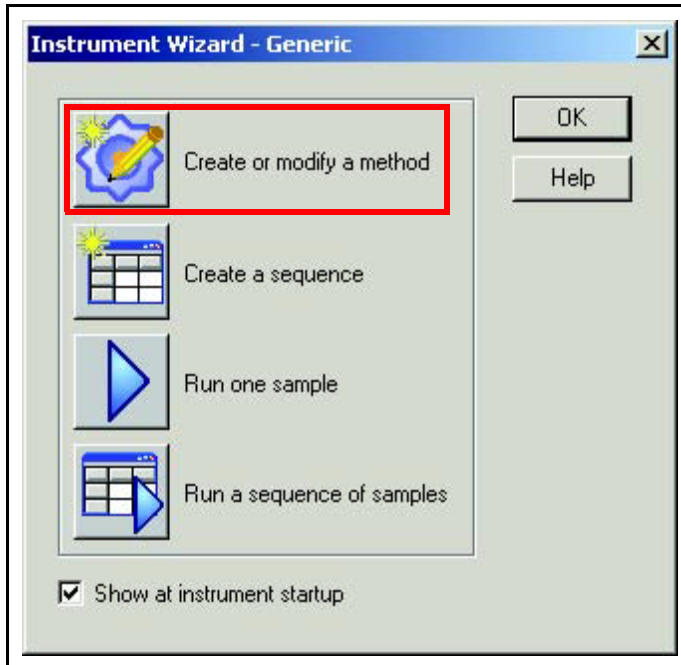 Instrument Wizard - Generic
Create or modify a method
OK
Help
Create a sequence
Run one sample
Run a sequence of samples
Show at instrument startup